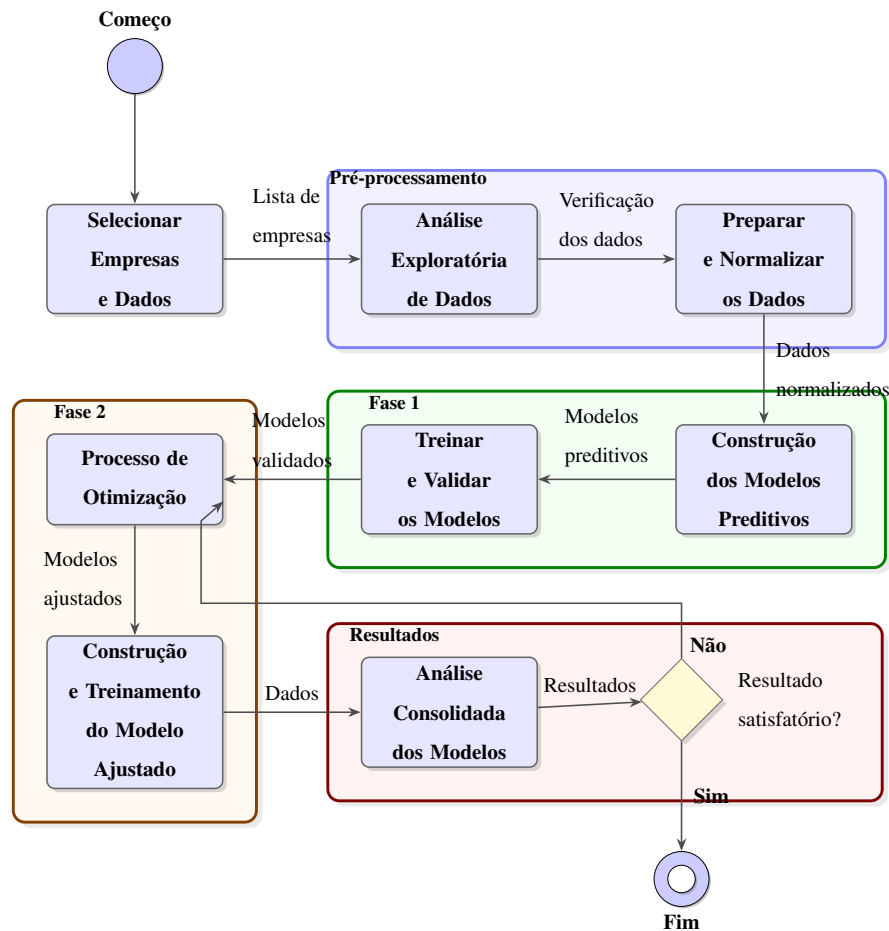 Começo
Selecionar
Empresas
e Dados
Lista de
empresas
Pré-processamento
Análise
Exploratória
de Dados
Verificação
dos dados
Preparar
e Normalizar
os Dados
Dados
normalizados
Fase 1
Construção
dos Modelos
Preditivos
Modelos
preditivos
Treinar
e Validar
os Modelos
Modelos
validados
Fase 2
Processo de
Otimização
Modelos
ajustados
Construção
e Treinamento
do Modelo
Ajustado
Dados
Resultados
Análise
Consolidada
dos Modelos
Resultados
Não
Resultado
satisfatório?
Sim
Fim